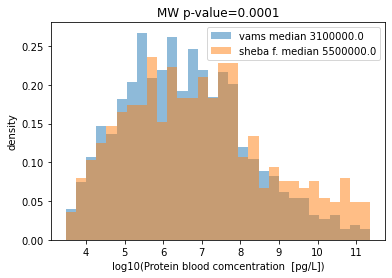 MW p-value=0.0001
vams median 3100000.0
sheba f. median 5500000.0
density
0.25
0.20
0.15
0.10
0.05
0.00
4 5 6 7 8 9 10 11
log10(Protein blood comcentration [pg/L])